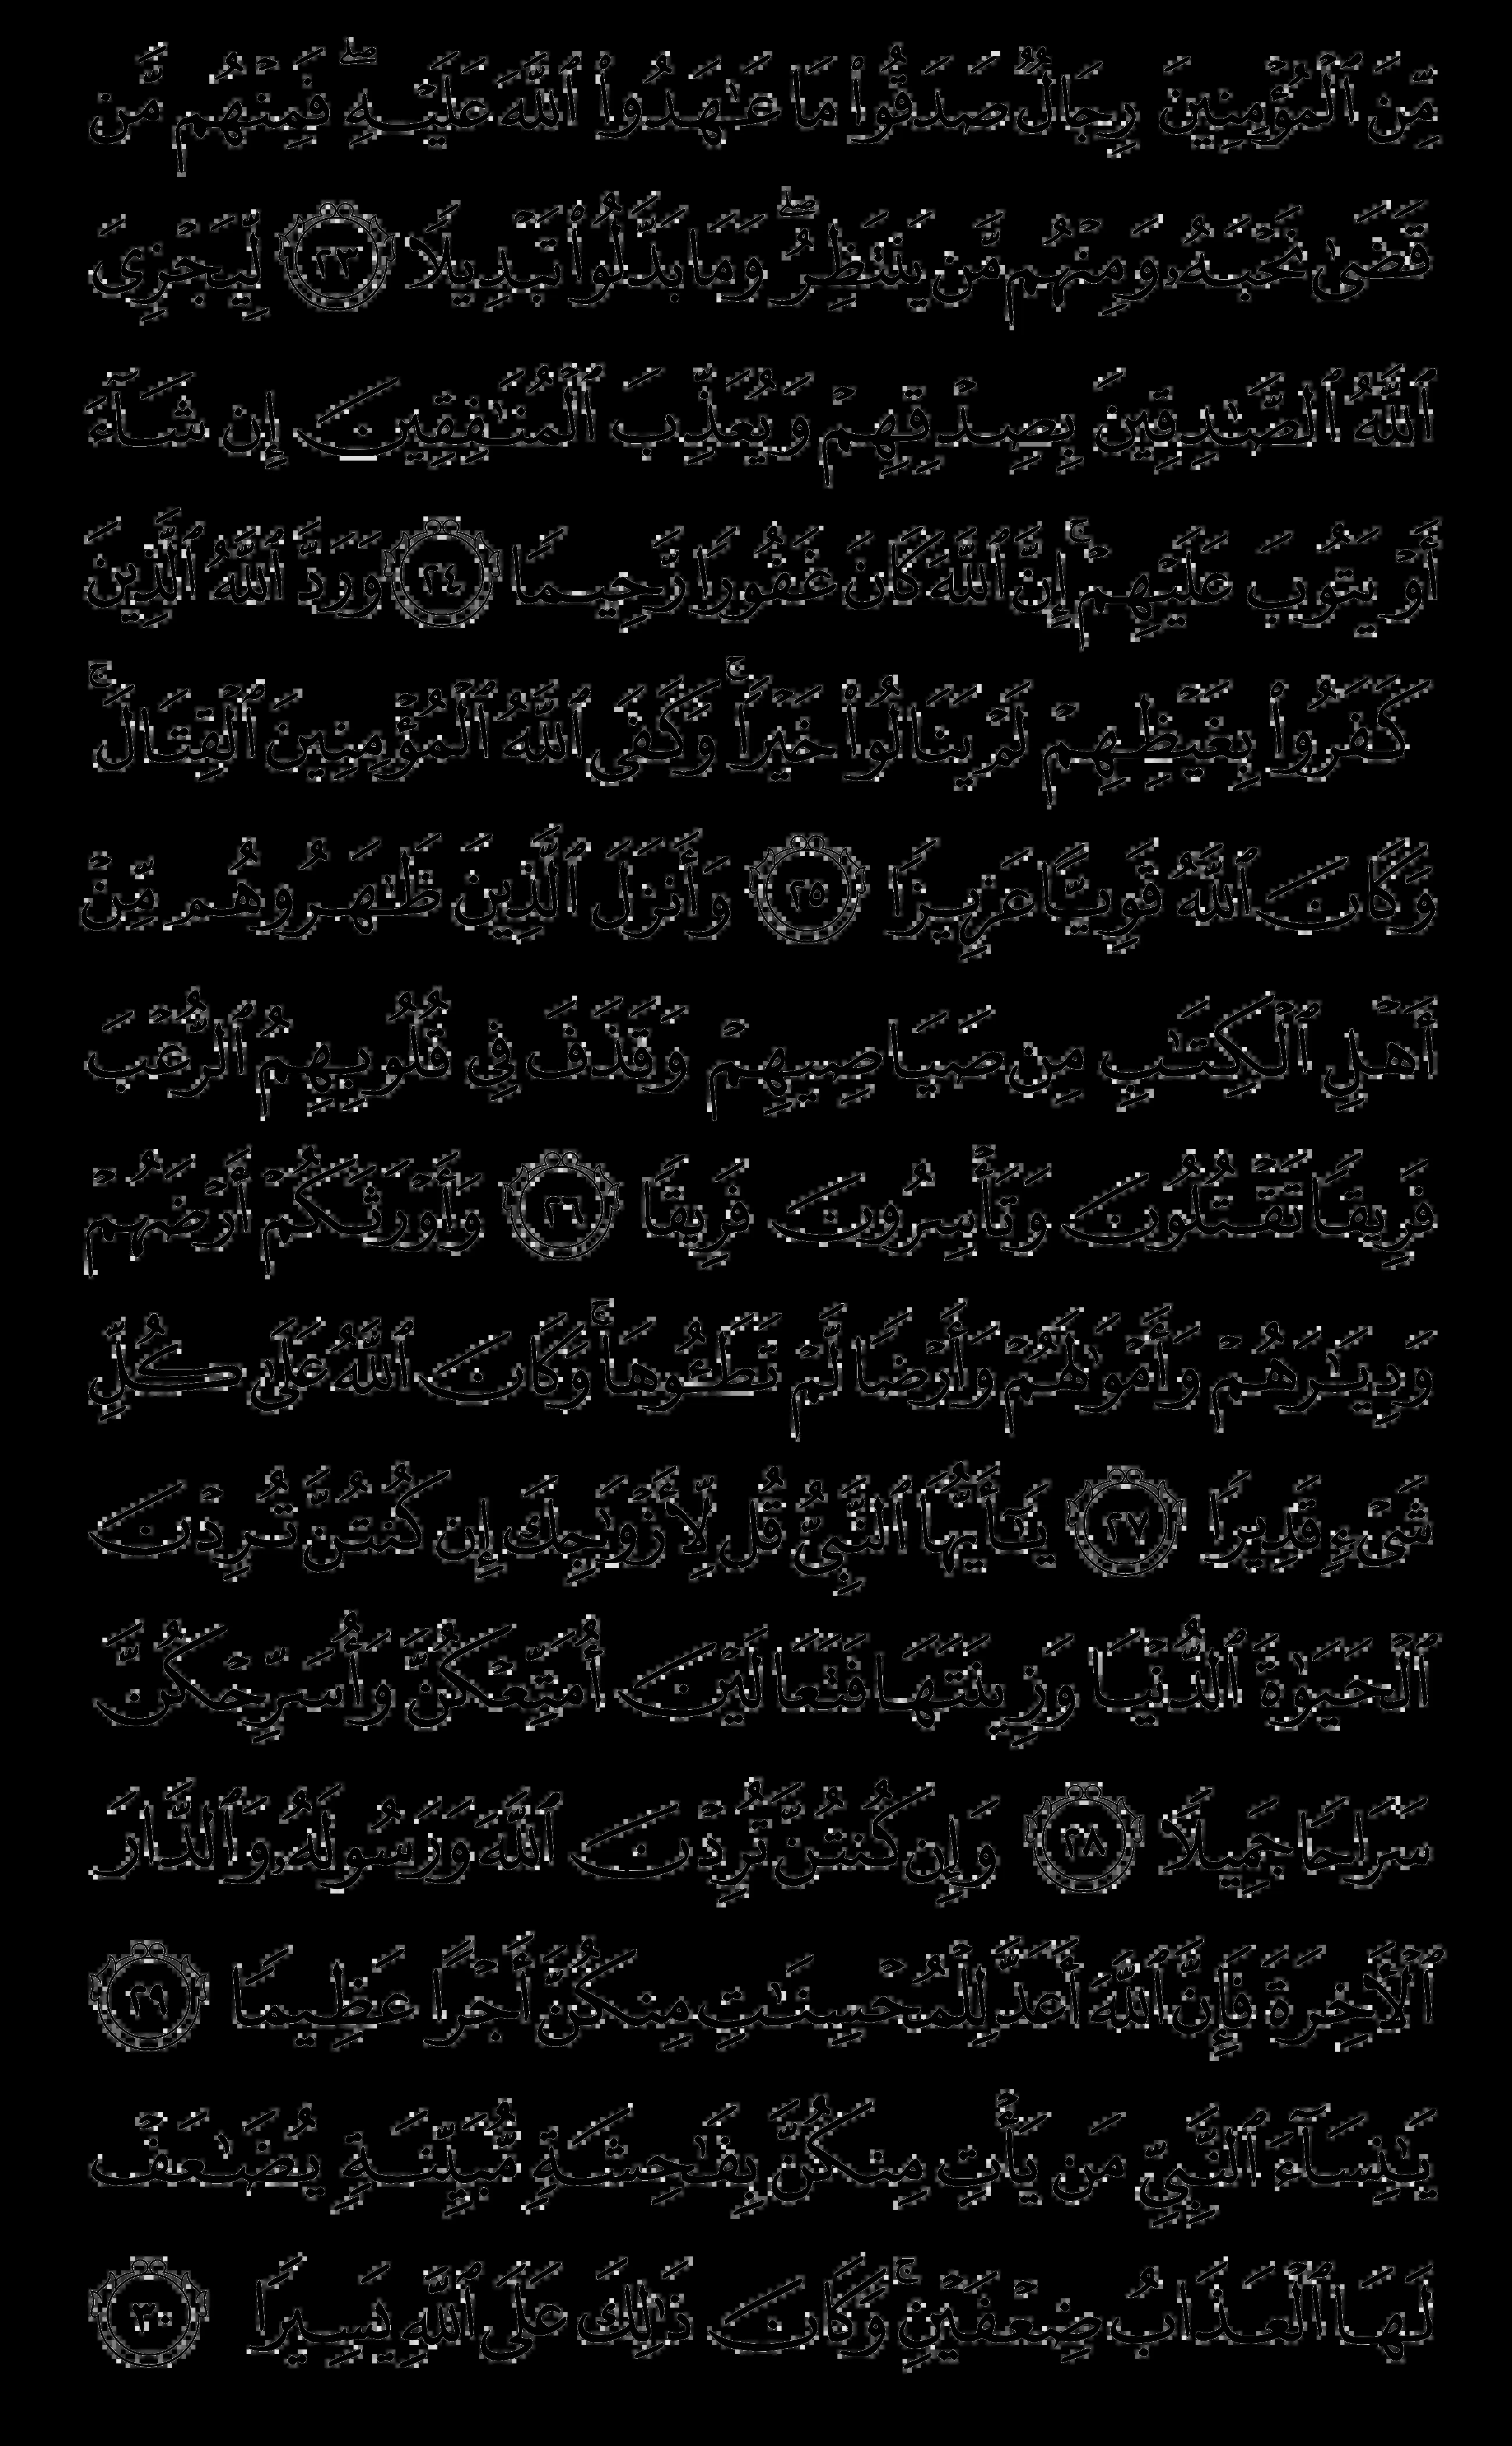 مِّنَ ٱلْمُؤْمِنِينَ رِجَالٌ صَدَقُوا۟ مَا عَٰهَدُوا۟ ٱللَّهَ عَلَيْهِ ۖ فَمِنْهُم مَّن
قَضَىٰ نَحْبَهُۥ وَمِنْهُم مَّن يَنتَظِرُ ۖ وَمَا بَدَّلُوا۟ تَبْدِيلًا ٢٣ لِّيَجْزِىَ
ٱللَّهُ ٱلصَّٰدِقِينَ بِصِدْقِهِمْ وَيُعَذِّبَ ٱلْمُنَٰفِقِينَ إِن شَآءَ
أَوْ يَتُوبَ عَلَيْهِمْ ۚ إِنَّ ٱللَّهَ كَانَ غَفُورًا رَّحِيمًا ٢٤ وَرَدَّ ٱللَّهُ ٱلَّذِينَ
كَفَرُوا۟ بِغَيْظِهِمْ لَمْ يَنَالُوا۟ خَيْرًا ۚ وَكَفَى ٱللَّهُ ٱلْمُؤْمِنِينَ ٱلْقِتَالَ ۚ
وَكَانَ ٱللَّهُ قَوِيًّا عَزِيزًا ٢٥ وَأَنزَلَ ٱلَّذِينَ ظَٰهَرُوهُم مِّنْ
أَهْلِ ٱلْكِتَٰبِ مِن صَيَاصِيهِمْ وَقَذَفَ فِى قُلُوبِهِمُ ٱلرُّعْبَ
فَرِيقًا تَقْتُلُونَ وَتَأْسِرُونَ فَرِيقًا ٢٦ وَأَوْرَثَكُمْ أَرْضَهُمْ
وَدِيَٰرَهُمْ وَأَمْوَٰلَهُمْ وَأَرْضًا لَّمْ تَطَـُٔوهَا ۚ وَكَانَ ٱللَّهُ عَلَىٰ كُلِّ
شَىْءٍ قَدِيرًا ٢٧ يَٰٓأَيُّهَا ٱلنَّبِىُّ قُل لِّأَزْوَٰجِكَ إِن كُنتُنَّ تُرِدْنَ
ٱلْحَيَوٰةَ ٱلدُّنْيَا وَزِينَتَهَا فَتَعَالَيْنَ أُمَتِّعْكُنَّ وَأُسَرِّحْكُنَّ
سَرَاحًا جَمِيلًا ٢٨ وَإِن كُنتُنَّ تُرِدْنَ ٱللَّهَ وَرَسُولَهُۥ وَٱلدَّارَ
ٱلْءَاخِرَةَ فَإِنَّ ٱللَّهَ أَعَدَّ لِلْمُحْسِنَٰتِ مِنكُنَّ أَجْرًا عَظِيمًا ٢٩
يَٰنِسَآءَ ٱلنَّبِىِّ مَن يَأْتِ مِنكُنَّ بِفَٰحِشَةٍ مُّبَيِّنَةٍ يُضَٰعَفْ
لَهَا ٱلْعَذَابُ ضِعْفَيْنِ ۚ وَكَانَ ذَٰلِكَ عَلَى ٱللَّهِ يَسِيرًا ٣٠